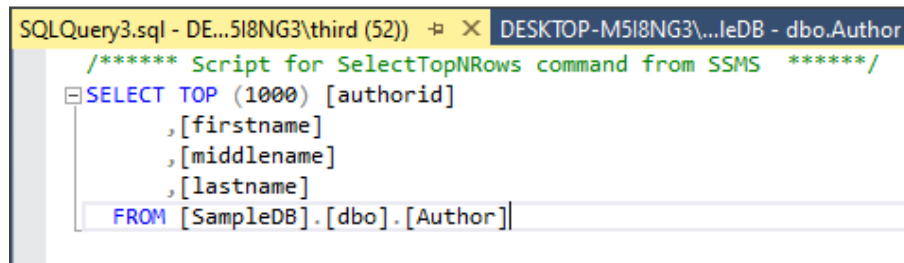 SQLQuery3.sql - DE...5I8NG3\third (52)) DESKTOP-M5I8NG3\...leDB - dbo.Author
/****** Script for SelectTopNRows command from SSMS  ******/
SELECT TOP (1000) [authorid]
      ,[firstname]
      ,[middlename]
      ,[lastname]
  FROM [SampleDB].[dbo].[Author]